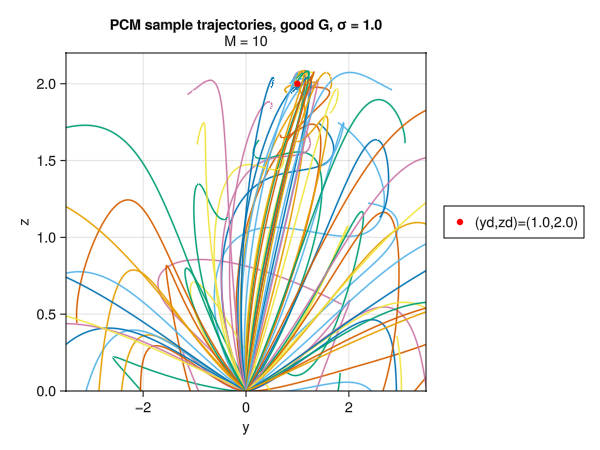 PCM sample trajectories, good G, σ = 1.0
M = 10
2.0
1.5
1.0
0.5
0.0
z
−2
0
2
y
(yd,zd)=(1.0,2.0)